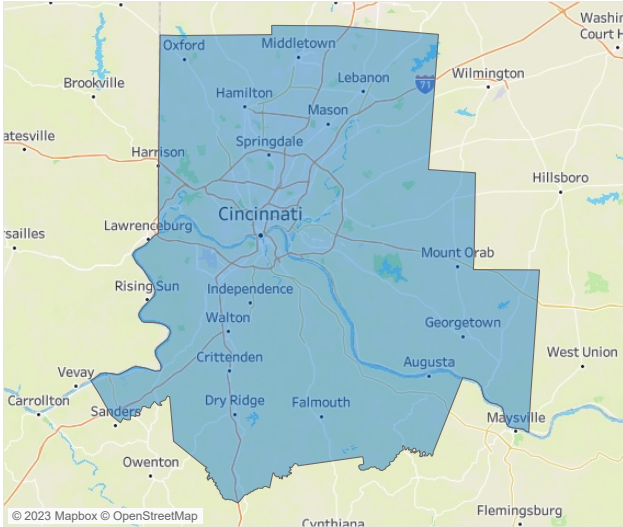 Washin
Court H
Oxford
Middletown
Brookville
Lebanon
Wilmington
Hamilton
71
Mason
atesville
Springdale
Harrison
Hillsboro
Cincinnati
Lawrenceburg
rsailles
Mount Orab
Rising Sun
Independence
Walton
Georgetown
Crittenden
West Union
Augusta
Vevay
Carrollton
Dry Ridge
Falmouth
Sanders
Maysville
Owenton
Flemingsburg
Cynthiana
© 2023 Mapbox © OpenStreetMap